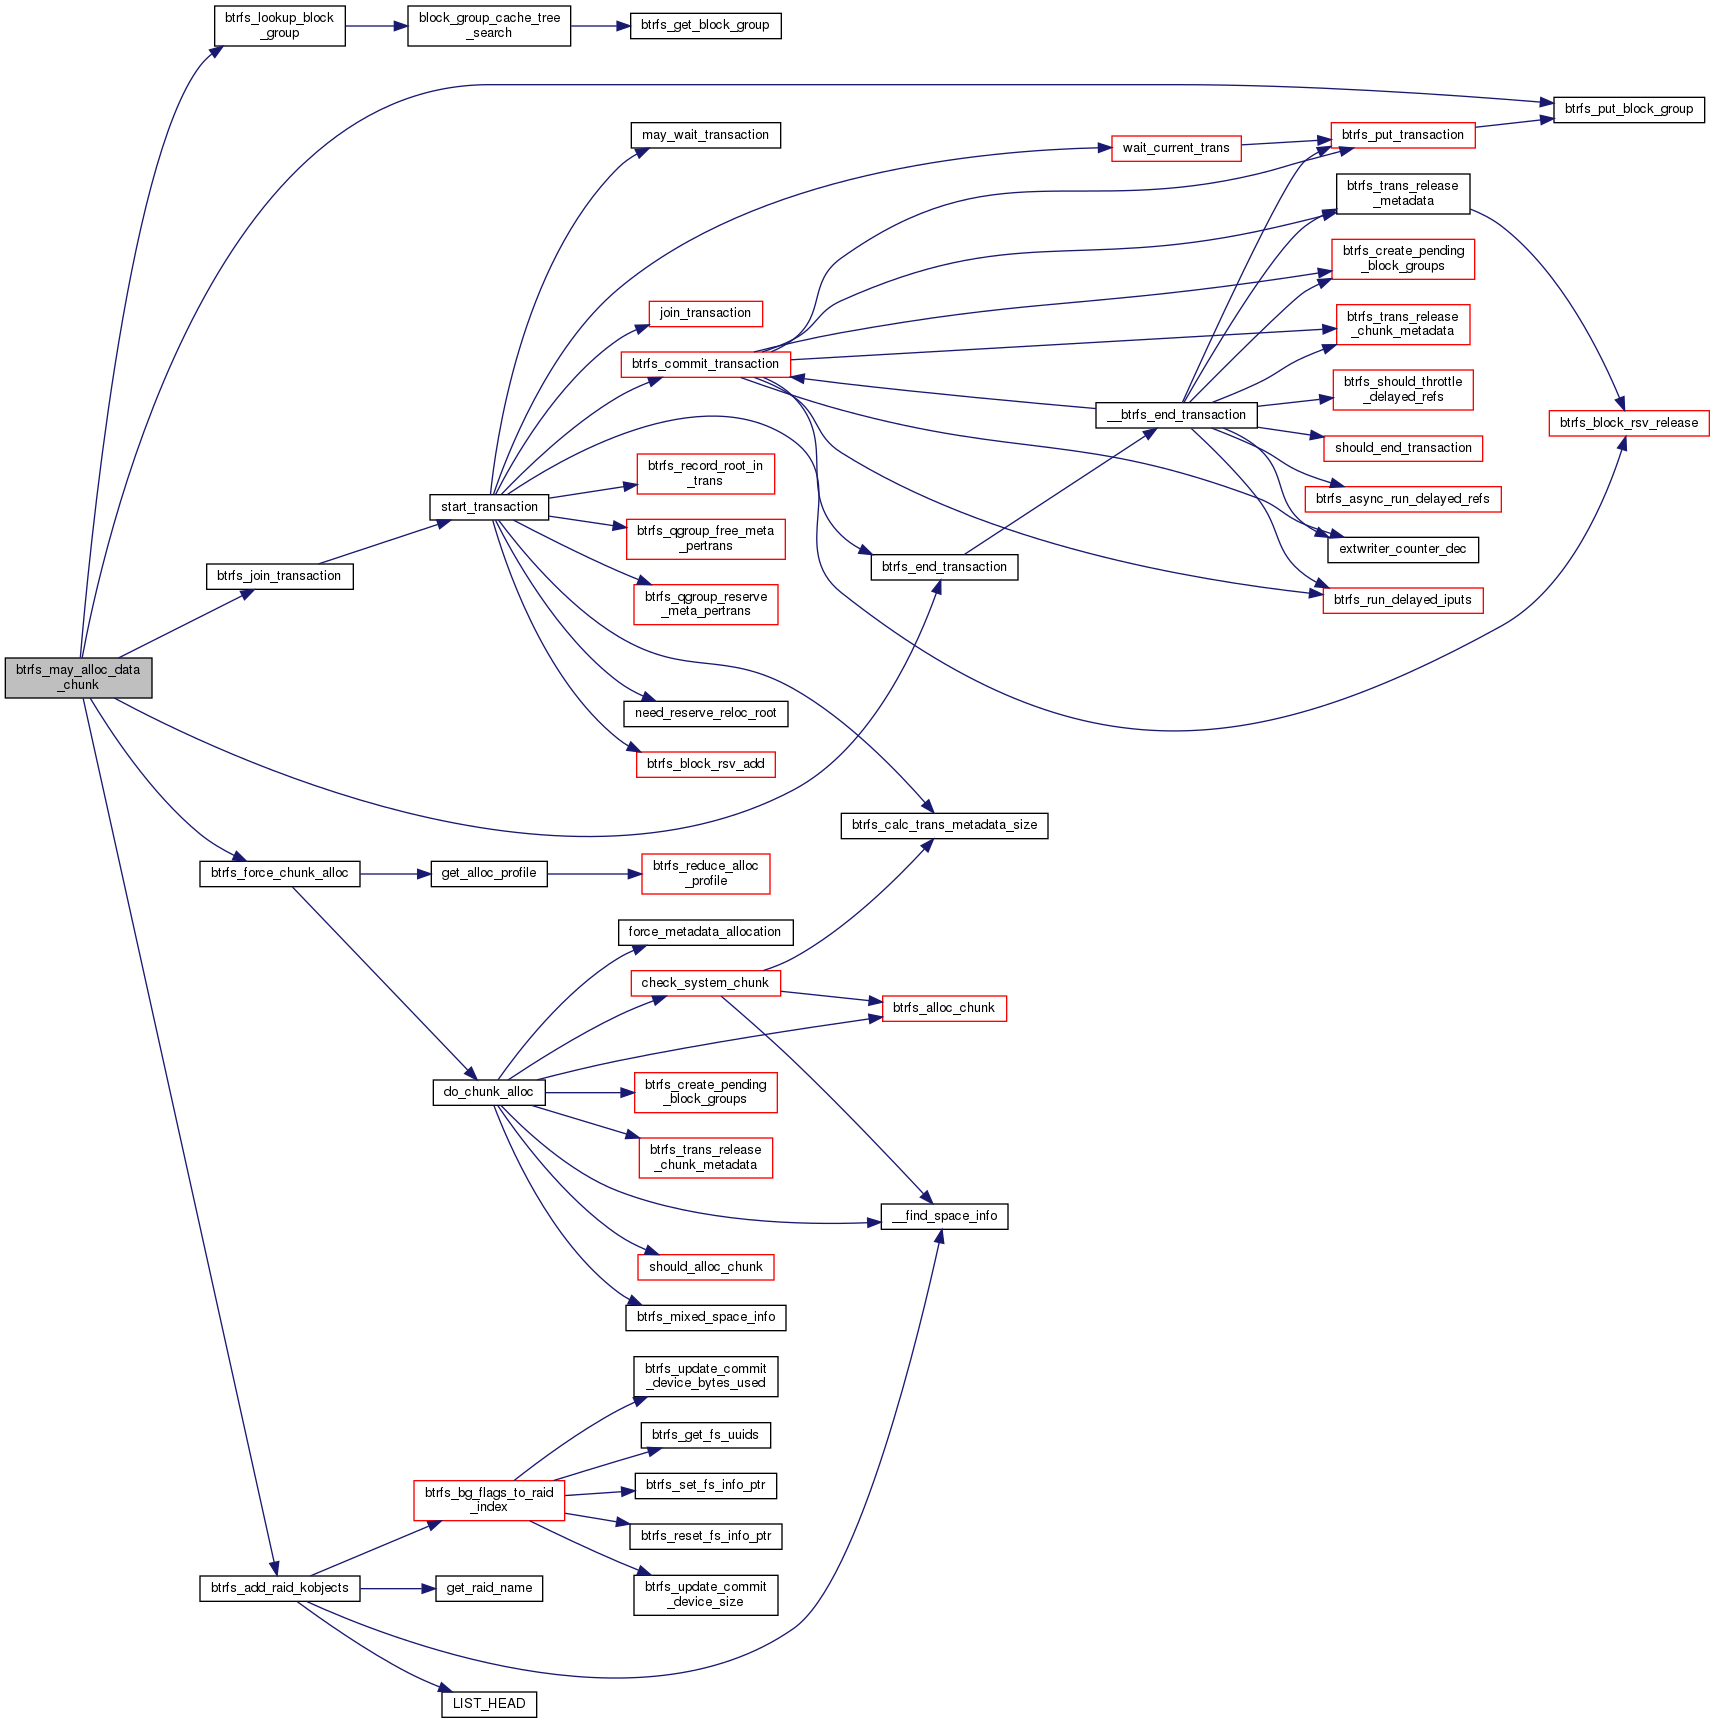 btrfs_lookup_block
_group
block_group_cache_tree
_search
btrfs_get_block_group
btrfs_put_block_group
may_wait_transaction
wait_current_trans
btrfs_put_transaction
btrfs_trans_release
_metadata
btrfs_create_pending
_block_groups
join_transaction
btrfs_trans_release
_chunk_metadata
btrfs_commit_transaction
btrfs_should_throttle
_delayed_refs
__btrfs_end_transaction
btrfs_block_rsv_release
should_end_transaction
btrfs_record_root_in
_trans
btrfs_async_run_delayed_refs
start_transaction
btrfs_qgroup_free_meta
_pertrans
extwriter_counter_dec
btrfs_end_transaction
btrfs_join_transaction
btrfs_qgroup_reserve
_meta_pertrans
btrfs_run_delayed_iputs
btrfs_may_alloc_data
_chunk
need_reserve_reloc_root
btrfs_block_rsv_add
btrfs_calc_trans_metadata_size
btrfs_force_chunk_alloc
get_alloc_profile
btrfs_reduce_alloc
_profile
force_metadata_allocation
check_system_chunk
btrfs_alloc_chunk
do_chunk_alloc
btrfs_create_pending
_block_groups
btrfs_trans_release
_chunk_metadata
__find_space_info
should_alloc_chunk
btrfs_mixed_space_info
btrfs_update_commit
_device_bytes_used
btrfs_get_fs_uuids
btrfs_bg_flags_to_raid
_index
btrfs_set_fs_info_ptr
btrfs_reset_fs_info_ptr
btrfs_add_raid_kobjects
get_raid_name
btrfs_update_commit
_device_size
LIST_HEAD